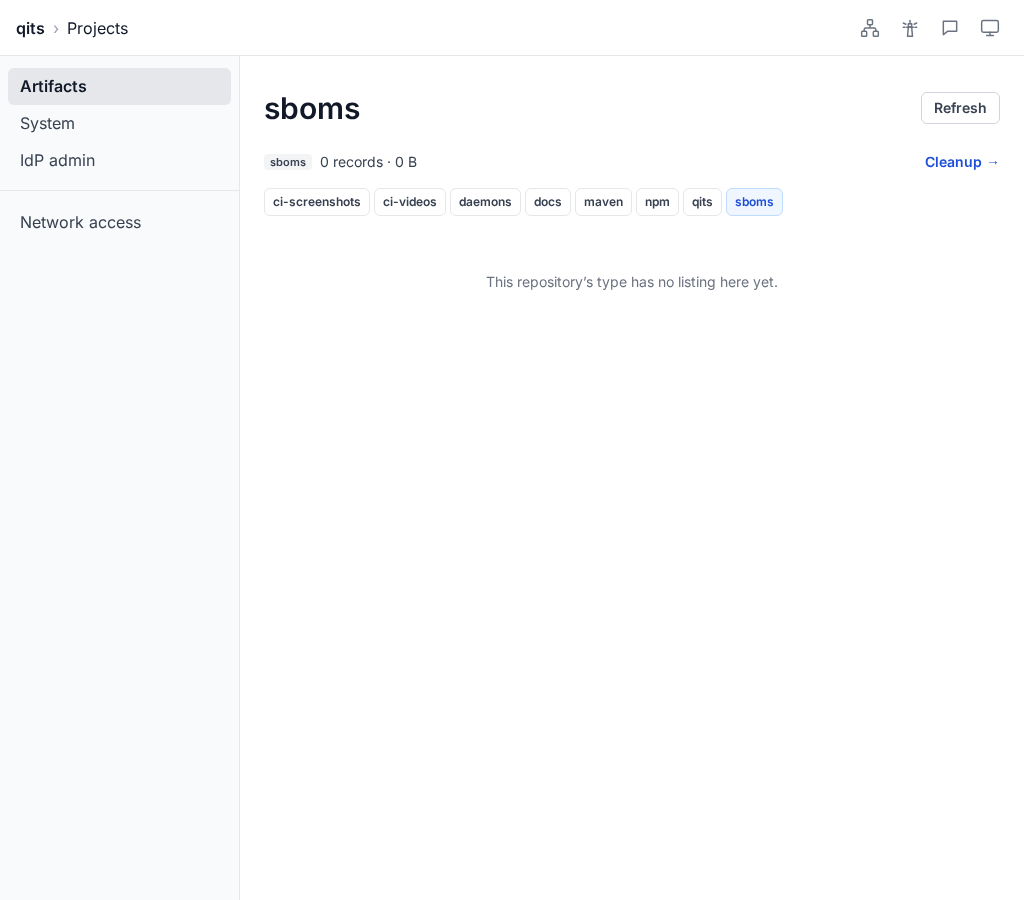 qits › Projects
Artifacts
System
IdP admin
Network access
sboms
Refresh
sboms 0 records · 0 B
Cleanup →
ci-screenshots ci-videos daemons docs maven npm qits sboms
This repository’s type has no listing here yet.